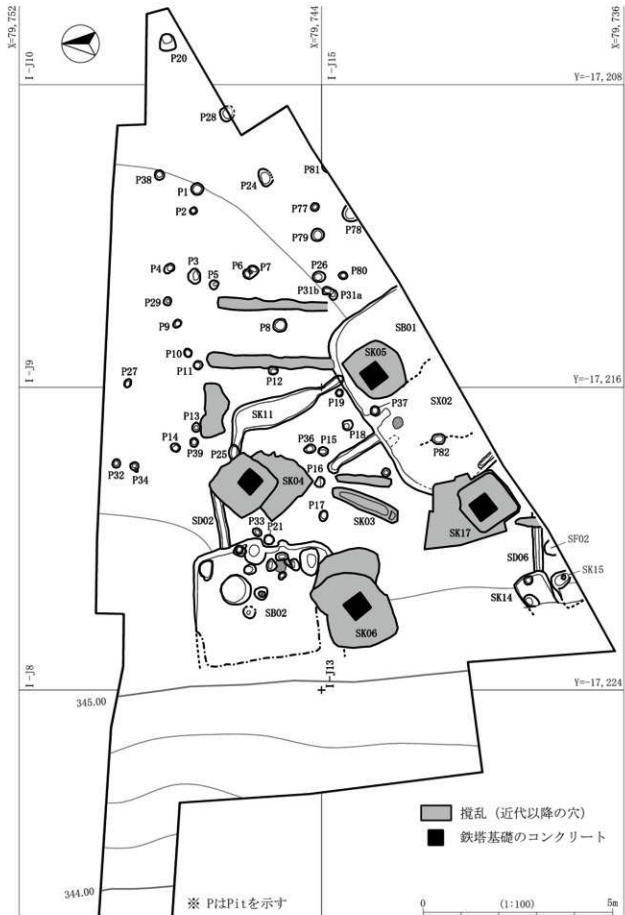 X=79,752
X=79,744
X=79,736
I-J10
I-J15
Y=-17,208
P20
P28
P81
P38
P24
P1
P2
P77
P78
P79
P4
P3
P6
P7
P26
P80
P5
P31b
P31a
P29
P9
P8
SB01
P10
P11
SK05
I-J9
P27
P12
Y=-17,216
P19
P37
SX02
SK11
P13
P18
P14
P39
P25
P36
P15
P82
P32
P34
P16
SK04
SK03
P17
SK17
SD02
P33
P21
SF02
SD06
SK15
SB02
SK14
SK06
I-J8
I-J13
Y=-17,224
345.00
撹乱（近代以降の穴）
鉄塔基礎のコンクリート
344.00
※ PはPitを示す
0 (1:100) 5m